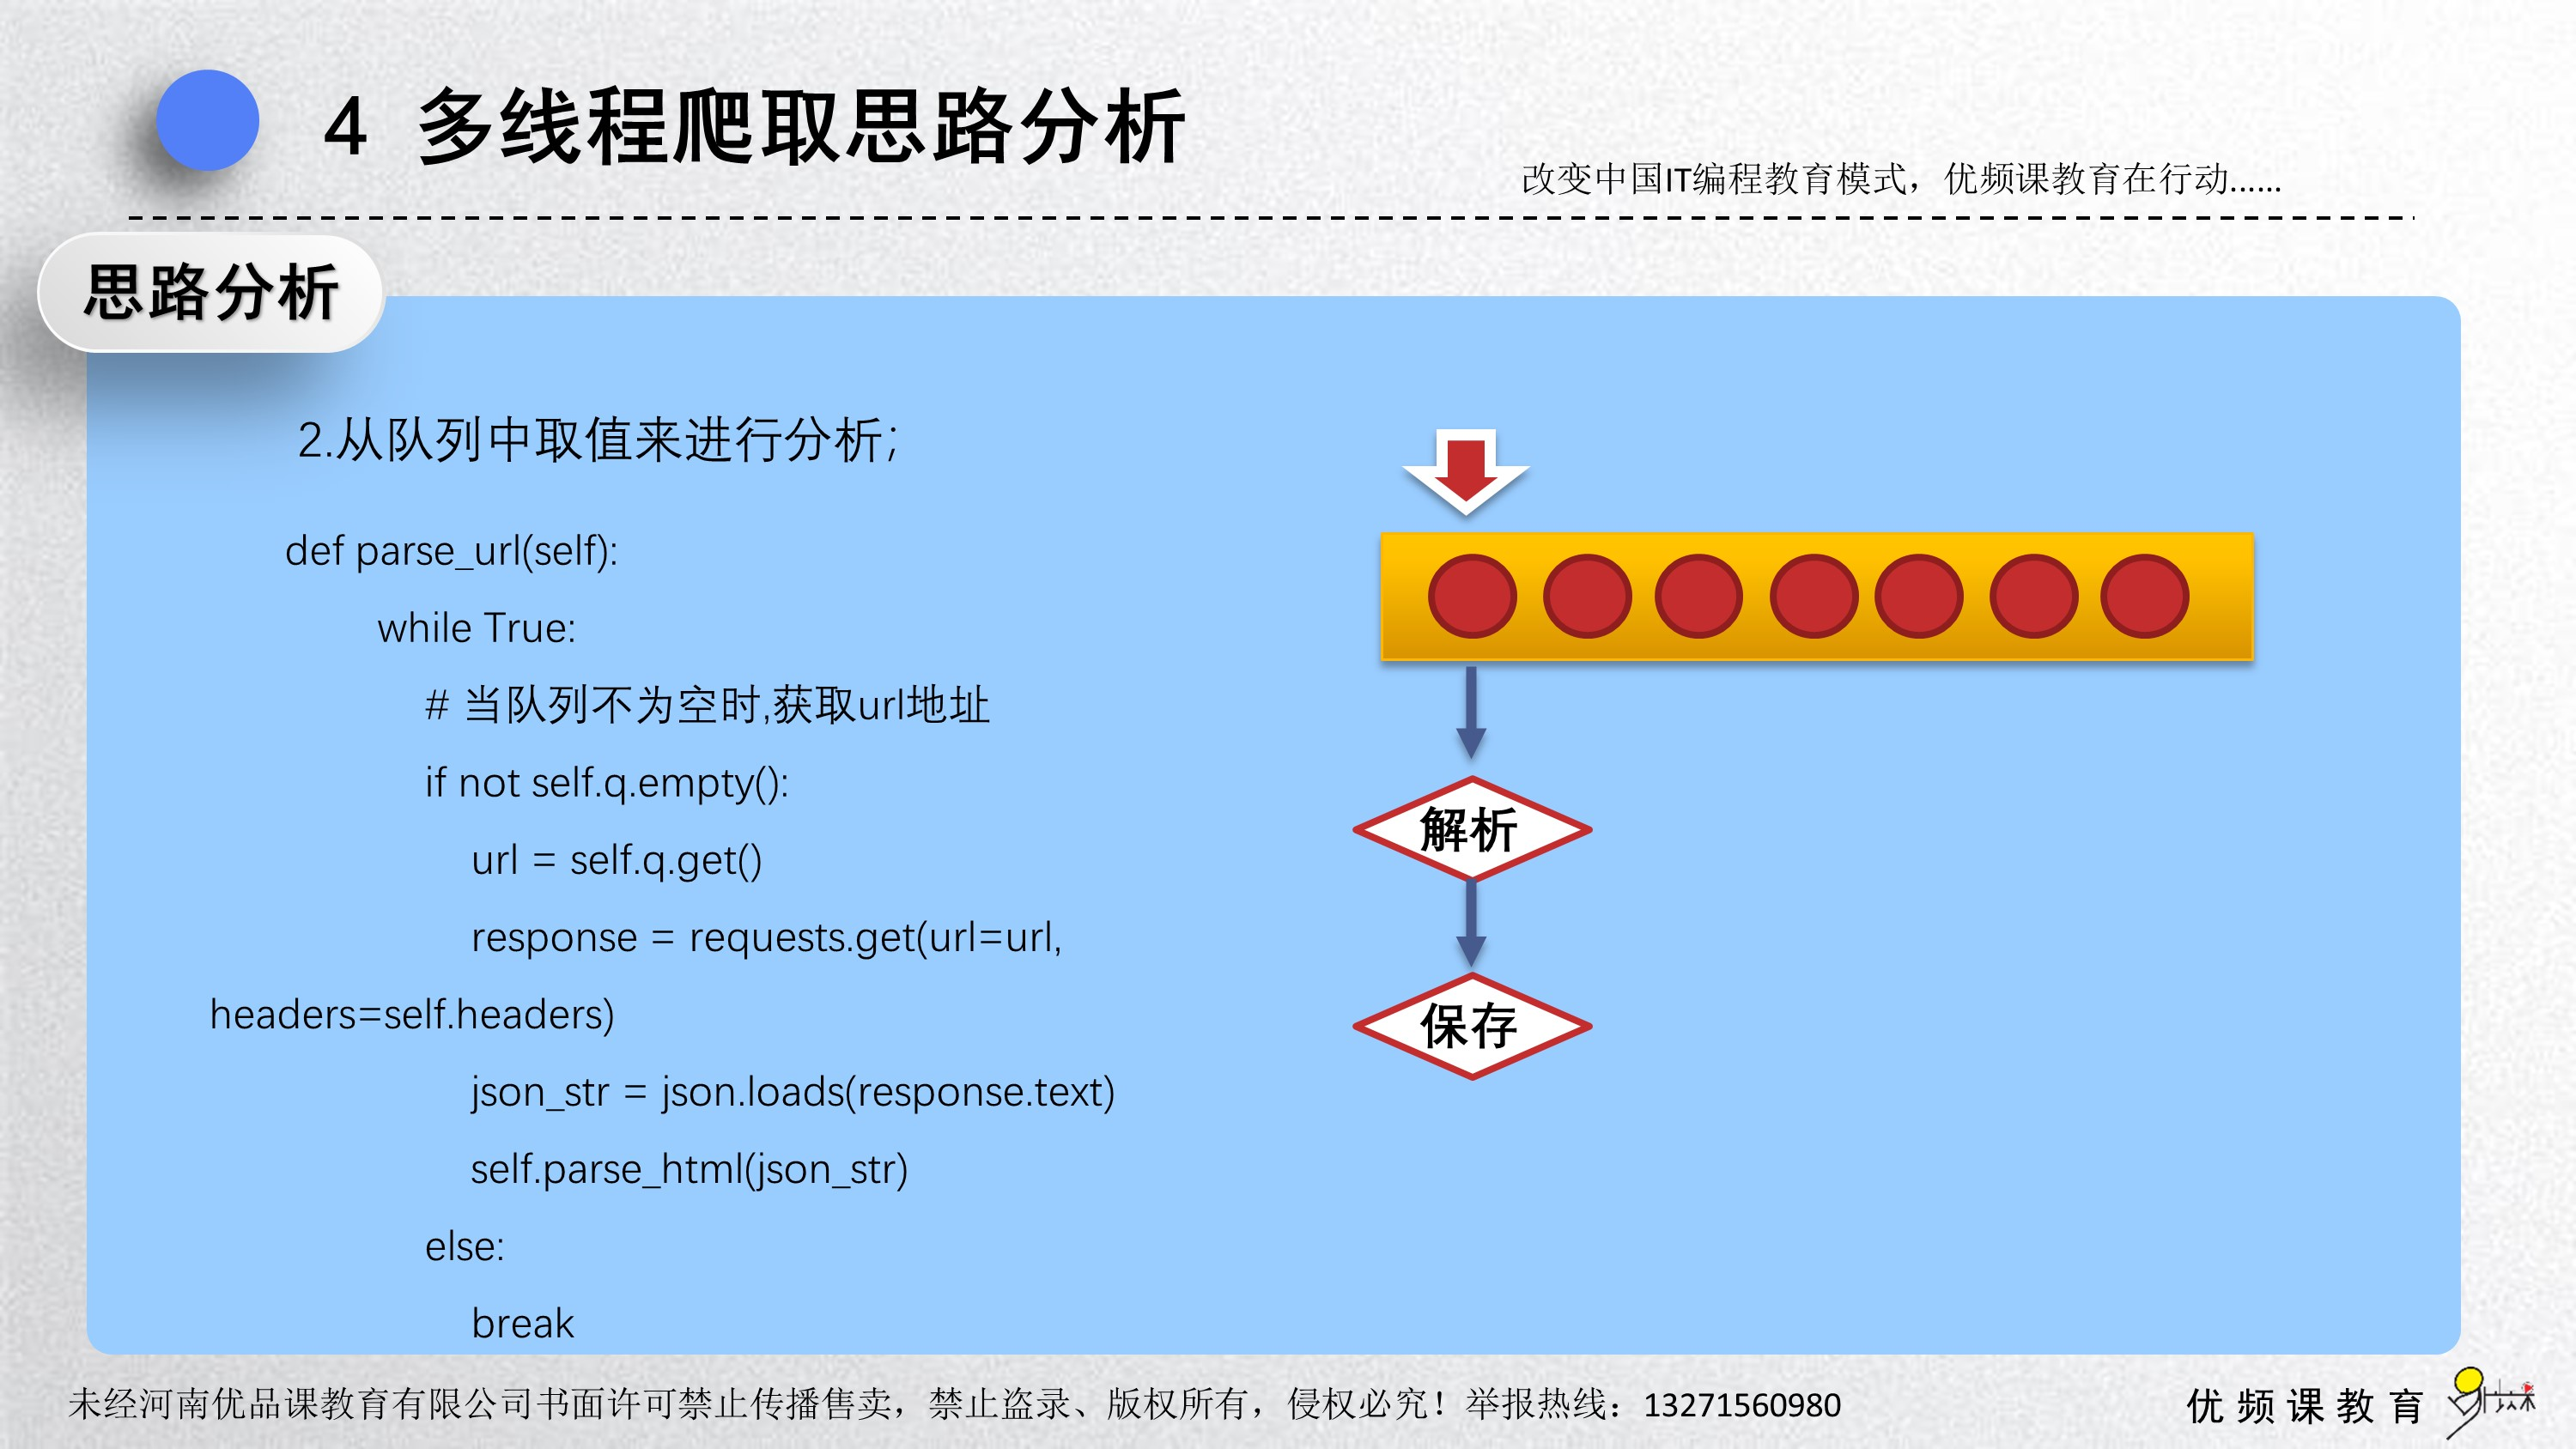 4 多线程爬取思路分析
改变中国IT编程教育模式，优频课教育在行动......
思路分析
2.从队列中取值来进行分析;
def parse_url(self):
while True:
# 当队列不为空时,获取url地址
if not self.q.empty():
url = self.q.get()
response = requests.get(url=url,
headers=self.headers)
json_str = json.loads(response.text)
self.parse_html(json_str)
else:
break
解析
保存
未经河南优品课教育有限公司书面许可禁止传播售卖，禁止盗录、版权所有，侵权必究！举报热线：13271560980
优频课教育